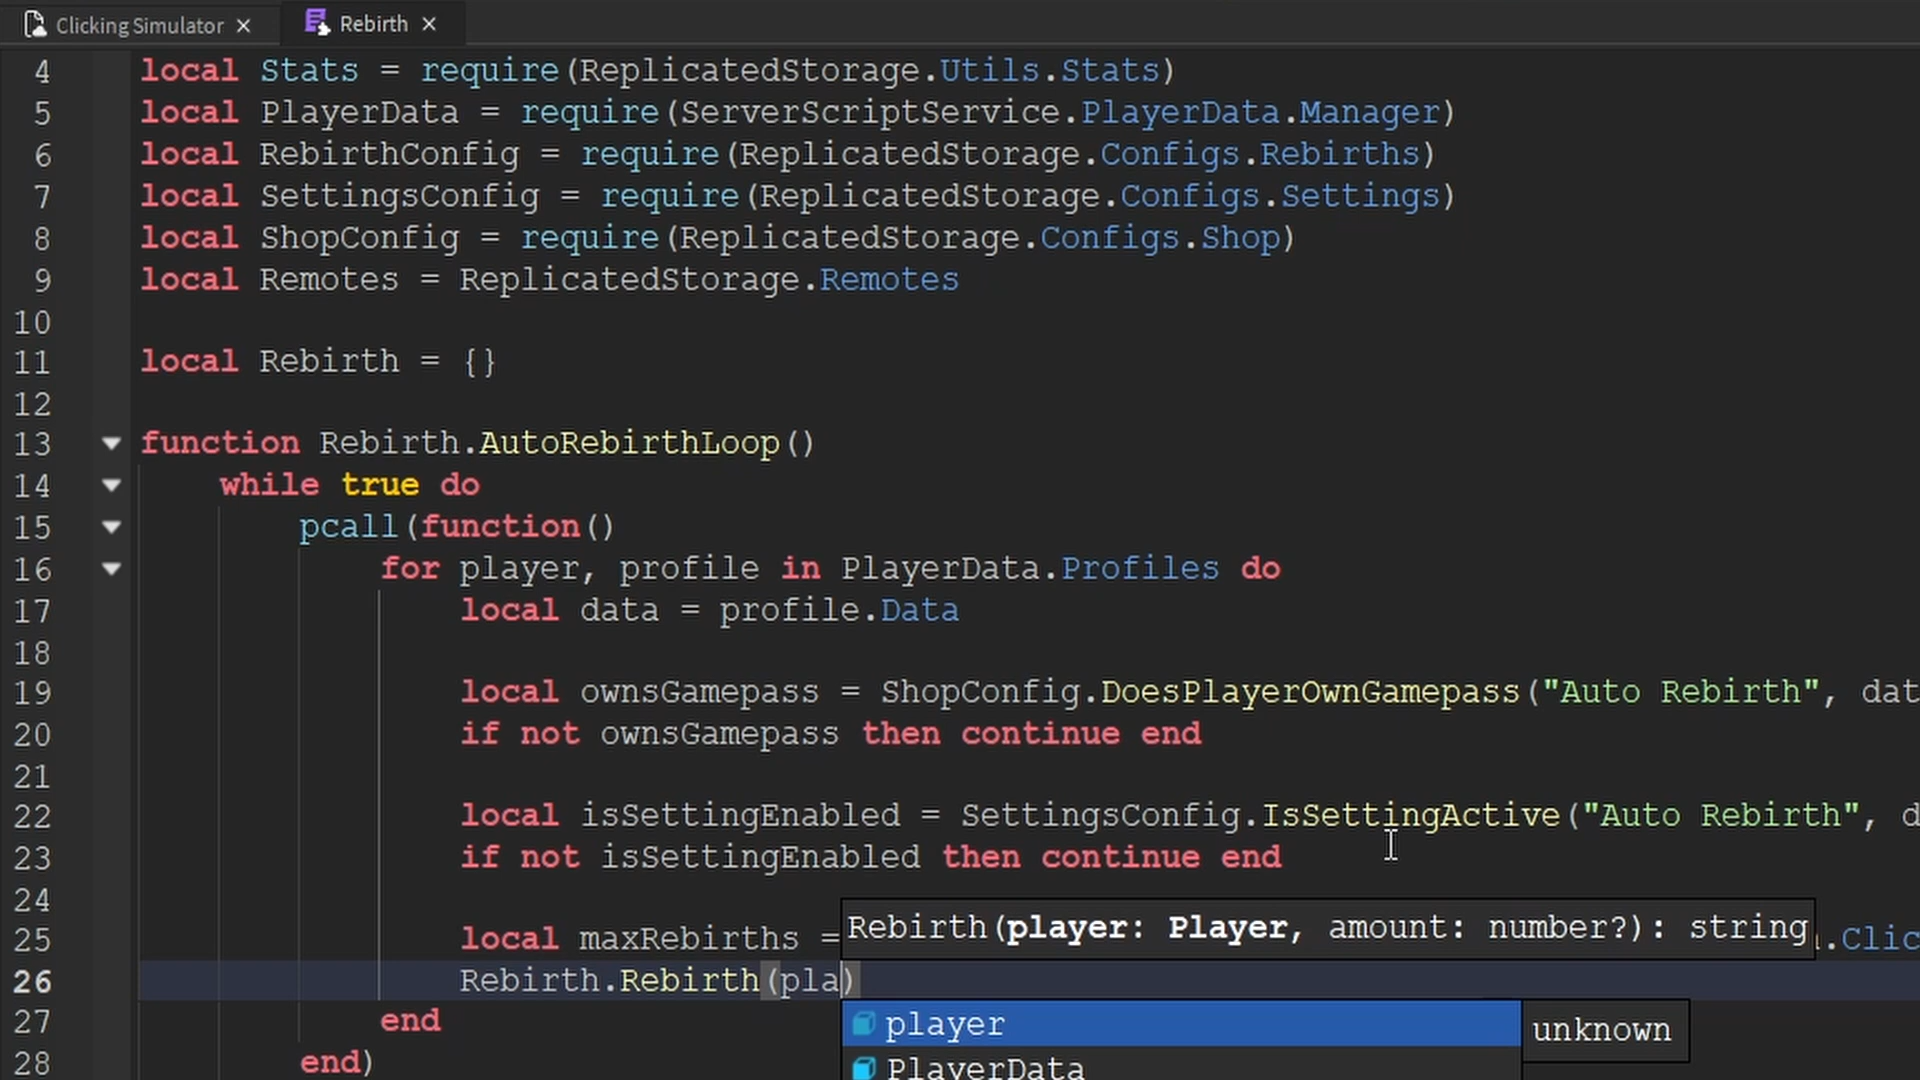 Clicking Simulator × Rebirth ×
4 local Stats = require(ReplicatedStorage.Utils.Stats)
5 local PlayerData = require(ServerScriptService.PlayerData.Manager)
6 local RebirthConfig = require(ReplicatedStorage.Configs.Rebirths)
7 local SettingsConfig = require(ReplicatedStorage.Configs.Settings)
8 local ShopConfig = require(ReplicatedStorage.Configs.Shop)
9 local Remotes = ReplicatedStorage.Remotes
10
11 local Rebirth = {}
12
13 function Rebirth.AutoRebirthLoop()
14 while true do
15 pcall(function()
16 for player, profile in PlayerData.Profiles do
17 local data = profile.Data
18
19 local ownsGamepass = ShopConfig.DoesPlayerOwnGamepass("Auto Rebirth", dat
20 if not ownsGamepass then continue end
21
22 local isSettingEnabled = SettingsConfig.IsSettingActive("Auto Rebirth", d
23 if not isSettingEnabled then continue end
24
Rebirth(player: Player, amount: number?): string
25 local maxRebirths = .Clic
26 Rebirth.Rebirth(pla)
27 end
player unknown
28 end)
PlayerData